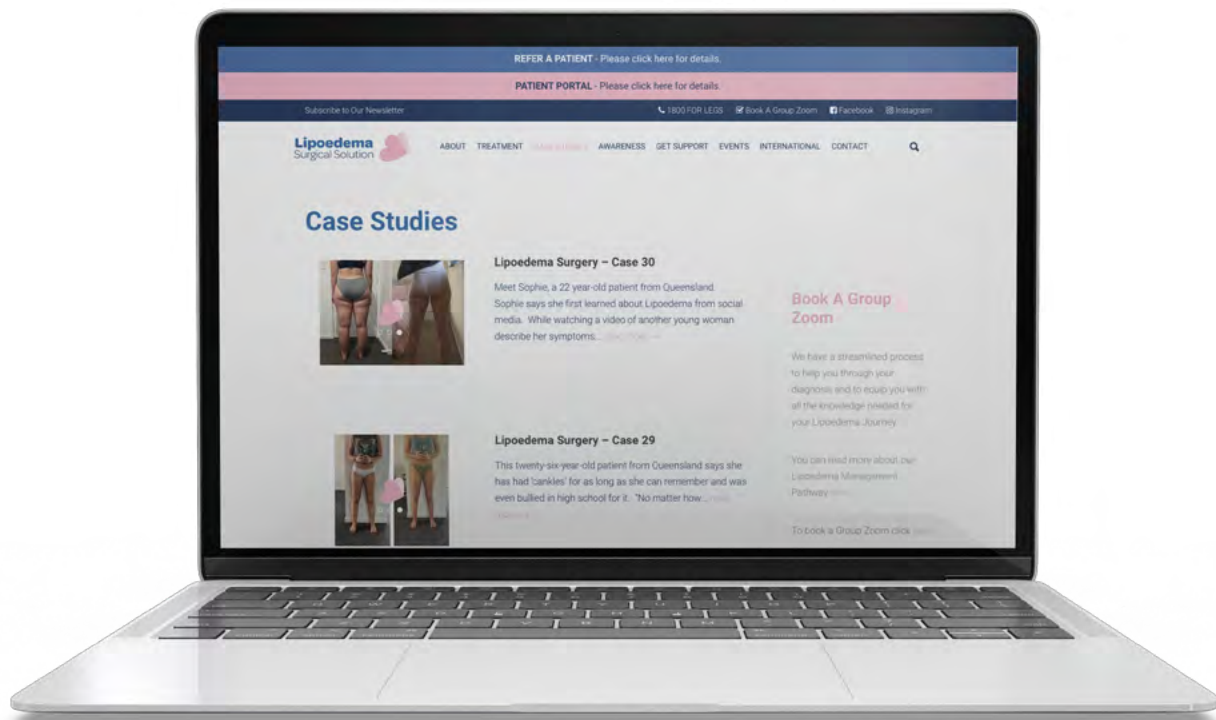 REFER A PATIENT - Please click here for details.
PATIENT PORTAL - Please click here for details.
Subscribe to Our Newsletter
1800 FOR LEGS Book A Group Zoom Facebook Instagram
Lipoedema
Surgical Solution
ABOUT TREATMENT CASE STUDIES AWARENESS GET SUPPORT EVENTS INTERNATIONAL CONTACT
Case Studies
Lipoedema Surgery – Case 30
Meet Sophie, a 22 year-old patient from Queensland
Sophie says she first learned about Lipoedema from social
media. While watching a video of another young woman
describe her symptoms...
Lipoedema Surgery – Case 29
This twenty-six-year-old patient from Queensland says she
has had 'cankles' for as long as she can remember and was
even bullied in high school for it. "No matter how...
Book A Group
Zoom
We have a streamlined process
to help you through your
diagnosis and to equip you with
all the knowledge needed for
your Lipoedema Journey.
You can read more about our
Lipoedema Management
Pathway
To book a Group Zoom click